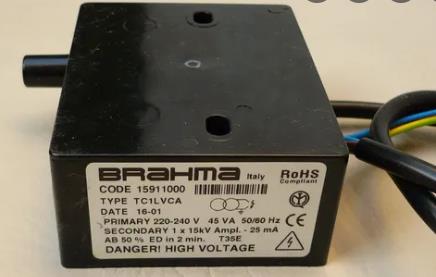 BRAHMA Italy RoHS
Compliant
CODE 15911000
TYPE TC1LVCA
DATE 16-01
PRIMARY 220-240 V 45 VA 50/60 Hz CE
SECONDARY 1 x 15kV Ampl. - 25 mA
AB 50 % ED in 2 min. T35E
DANGER! HIGH VOLTAGE